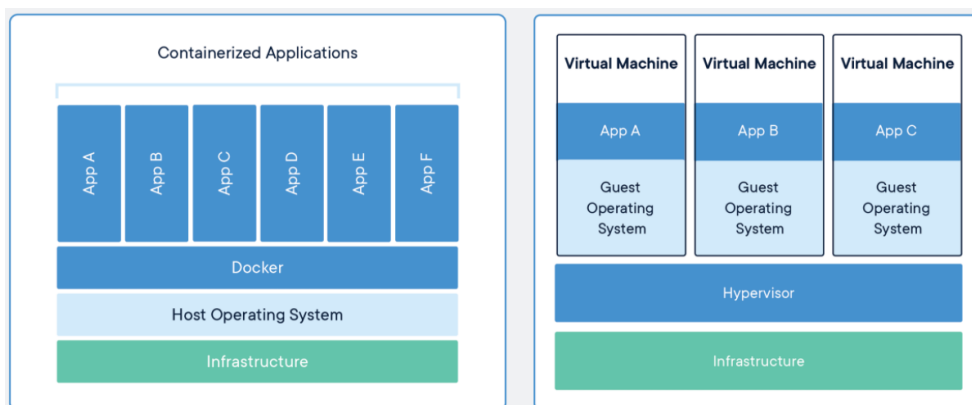 Containerized Applications
App A
App B
App C
App D
App E
App F
Docker
Host Operating System
Infrastructure
Virtual Machine
App A
Guest
Operating
System
Virtual Machine
App B
Guest
Operating
System
Virtual Machine
App C
Guest
Operating
System
Hypervisor
Infrastructure